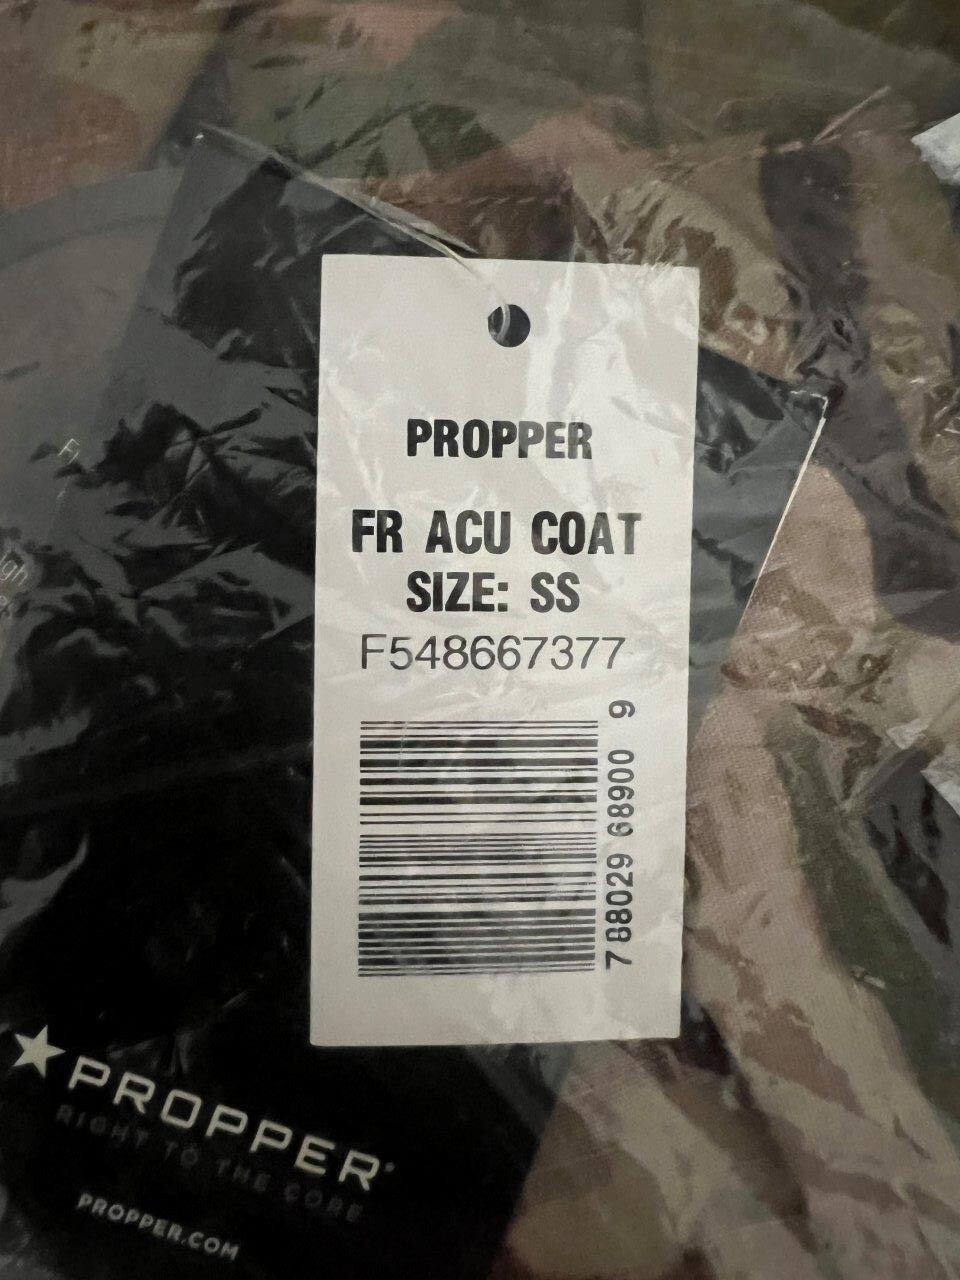 PROPPER
FR ACU COAT
SIZE: SS
F548667377
7 88029 68900 9
PROPPER
RIGHT TO THE CORE
PROPPER.COM